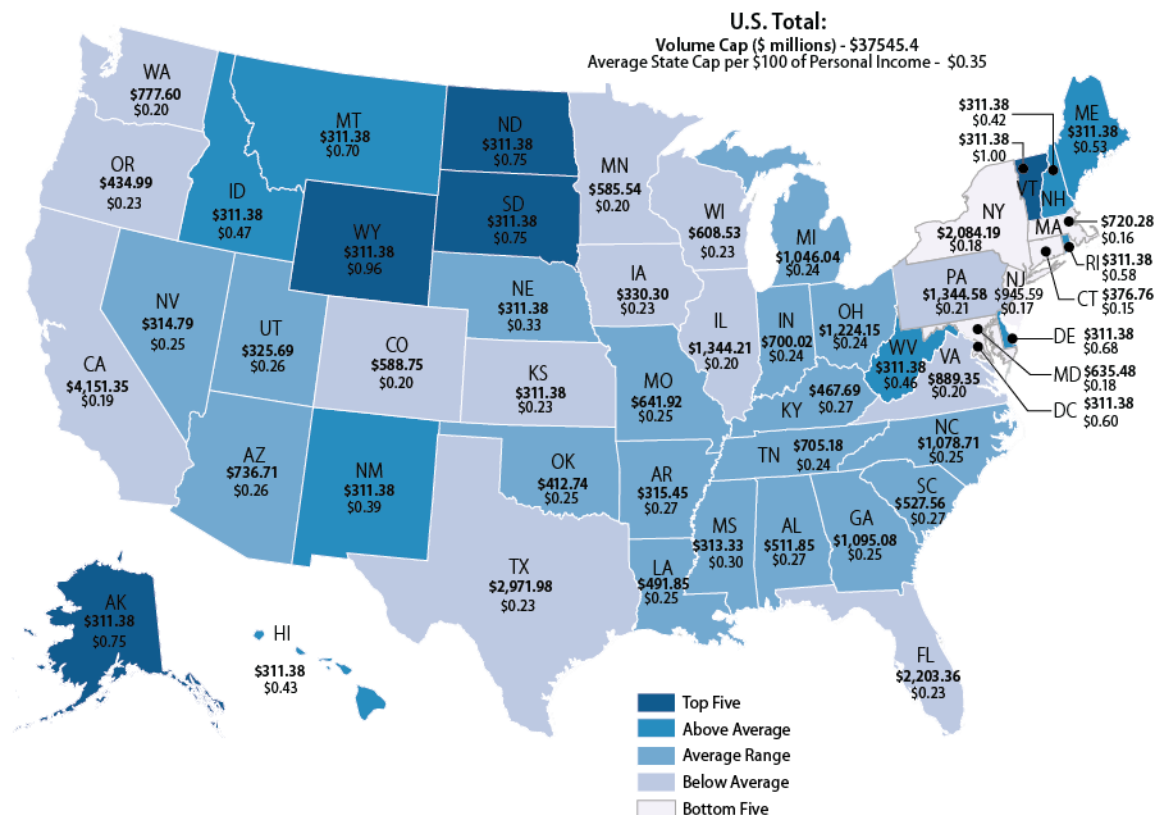 U.S. Total:
Volume Cap ($ millions) - $37545.4
Average State Cap per $100 of Personal Income - $0.35
WA
$777.60
$0.20
OR
$434.99
$0.23
CA
$4,151.35
$0.19
NV
$314.79
$0.25
ID
$311.38
$0.47
MT
$311.38
$0.70
WY
$311.38
$0.96
UT
$325.69
$0.26
CO
$588.75
$0.20
AZ
$736.71
$0.26
NM
$311.38
$0.39
ND
$311.38
$0.75
SD
$311.38
$0.75
NE
$311.38
$0.33
KS
$311.38
$0.23
OK
$412.74
$0.25
TX
$2,971.98
$0.23
MN
$585.54
$0.20
IA
$330.30
$0.23
MO
$641.92
$0.25
AR
$315.45
$0.27
LA
$491.85
$0.25
WI
$608.53
$0.23
IL
$1,344.21
$0.20
MI
$1,046.04
$0.24
IN
$700.02
$0.24
OH
$1,224.15
$0.24
KY
$467.69
$0.27
TN
$705.18
$0.24
MS
$313.33
$0.30
AL
$511.85
$0.27
GA
$1,095.08
$0.25
FL
$2,203.36
$0.23
SC
$527.56
$0.27
NC
$1,078.71
$0.25
VA
$889.35
$0.20
WV
$311.38
$0.46
PA
$1,344.58
$0.21
NY
$2,084.19
$0.18
NJ
$945.59
$0.17
$311.38
$0.42
$311.38
$1.00
VT
NH
ME
$311.38
$0.53
MA
$720.28
$0.16
RI $311.38
$0.58
CT $376.76
$0.15
DE $311.38
$0.68
MD $635.48
$0.18
DC $311.38
$0.60
AK
$311.38
$0.75
HI
$311.38
$0.43
Top Five
Above Average
Average Range
Below Average
Bottom Five